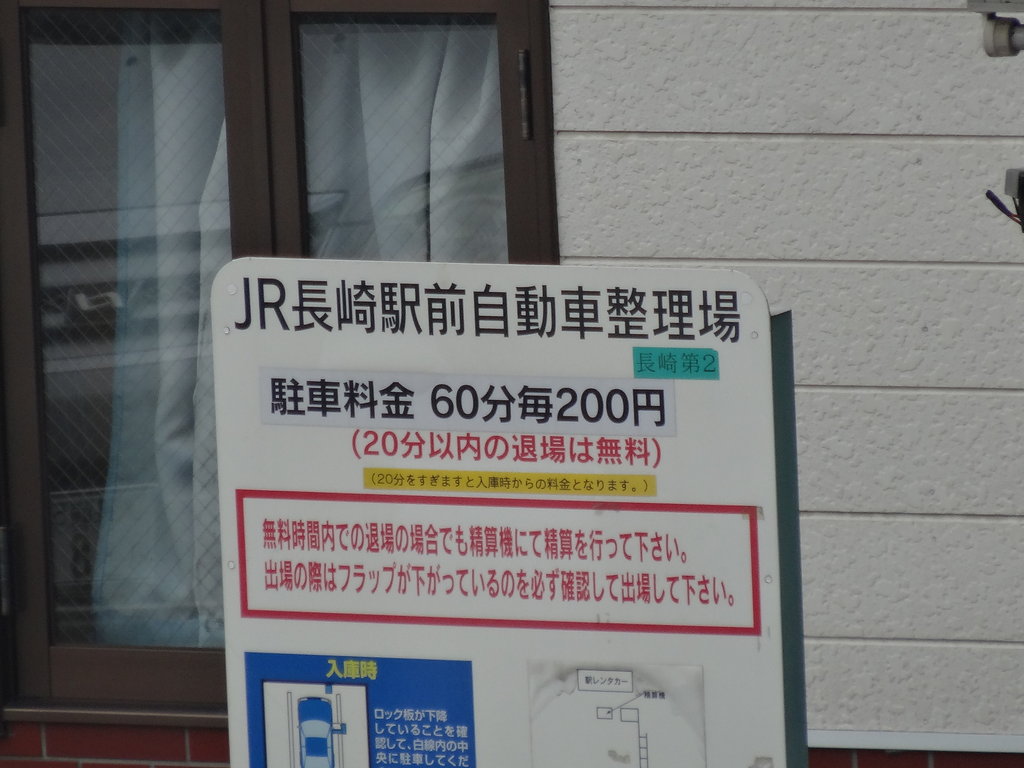 JR長崎駅前自動車整理場
長崎第2
駐車料金 60分毎200円
(20分以内の退場は無料)
(20分をすぎますと入庫時からの料金となります。)
無料時間内での退場の場合でも精算機にて精算を行って下さい。
出場の際はフラップが下がっているのを必ず確認して出場して下さい。
入庫時
ロック板が下降
していることを確
認して、白線内の中
央に駐車してくだ
駅レンタカー
精算機